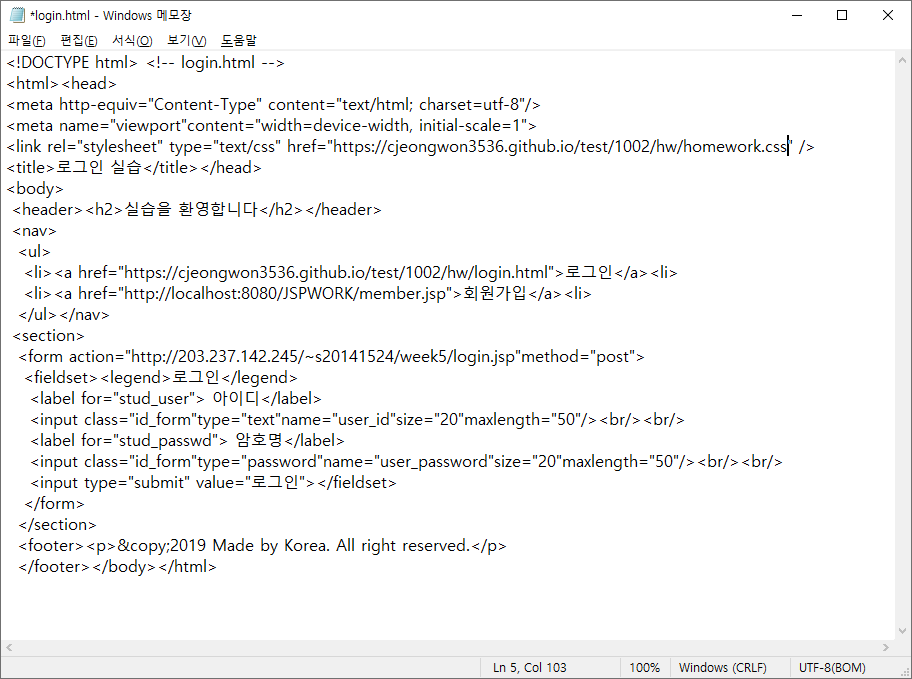 *login.html - Windows 메모장
파일(F) 편집(E) 서식(O) 보기(V) 도움말
<!DOCTYPE html> <!-- login.html -->
<html><head>
<meta http-equiv="Content-Type" content="text/html; charset=utf-8"/>
<meta name="viewport"content="width=device-width, initial-scale=1">
<link rel="stylesheet" type="text/css" href="https://cjeongwon3536.github.io/test/1002/hw/homework.css" />
<title>로그인 실습</title></head>
<body>
<header><h2>실습을 환영합니다</h2></header>
<nav>
<ul>
<li><a href="https://cjeongwon3536.github.io/test/1002/hw/login.html">로그인</a><li>
<li><a href="http://localhost:8080/JSPWORK/member.jsp">회원가입</a><li>
</ul></nav>
<section>
<form action="http://203.237.142.245/~s20141524/week5/login.jsp"method="post">
<fieldset><legend>로그인</legend>
<label for="stud_user"> 아이디</label>
<input class="id_form"type="text"name="user_id"size="20"maxlength="50"/><br/><br/>
<label for="stud_passwd"> 암호명</label>
<input class="id_form"type="password"name="user_password"size="20"maxlength="50"/><br/><br/>
<input type="submit" value="로그인"></fieldset>
</form>
</section>
<footer><p>&copy;2019 Made by Korea. All right reserved.</p>
</footer></body></html>
Ln 5, Col 103 100% Windows (CRLF) UTF-8(BOM)